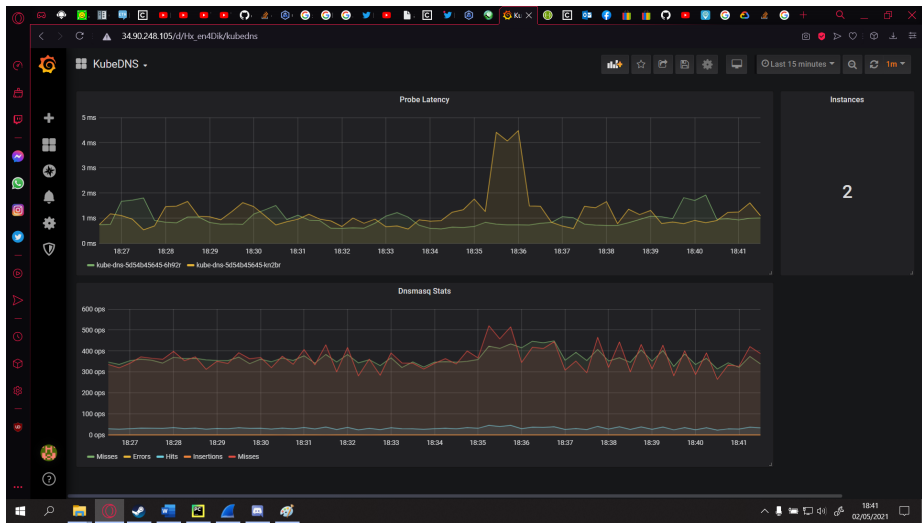 Ku
34.90.248.105/d/Hx_en4Dik/kubedns
KubeDNS
Last 15 minutes
1m
Probe Latency
5 ms
4 ms
3 ms
2 ms
1 ms
0 ms
18:27 18:28 18:29 18:30 18:31 18:32 18:33 18:34 18:35 18:36 18:37 18:38 18:39 18:40 18:41
kube-dns-5d54b45645-6h92r kube-dns-5d54b45645-kn2br
Instances
2
Dnsmasq Stats
600 ops
500 ops
400 ops
300 ops
200 ops
100 ops
0 ops
18:27 18:28 18:29 18:30 18:31 18:32 18:33 18:34 18:35 18:36 18:37 18:38 18:39 18:40 18:41
Misses Errors Hits Insertions Misses
18:41
02/05/2021